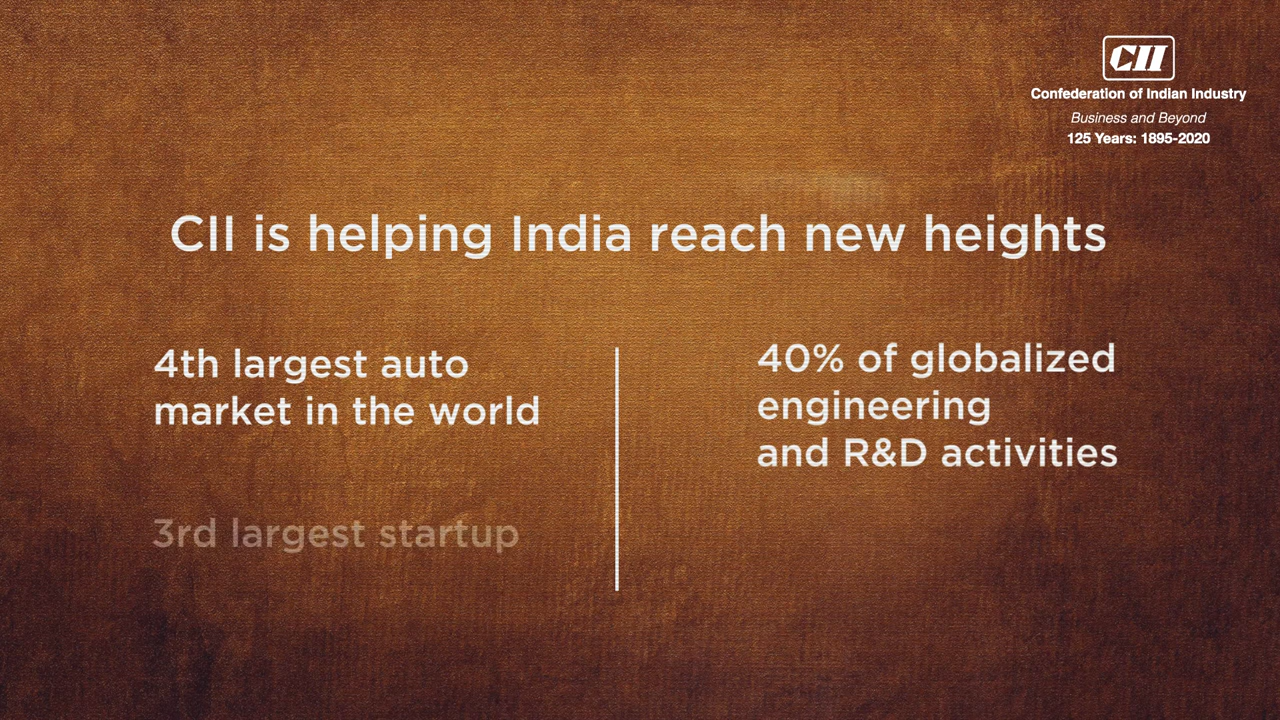 CII
Confederation of Indian Industry
Business and Beyond
125 Years: 1895-2020
CII is helping India reach new heights
4th largest auto
market in the world
3rd largest startup
40% of globalized
engineering
and R&D activities